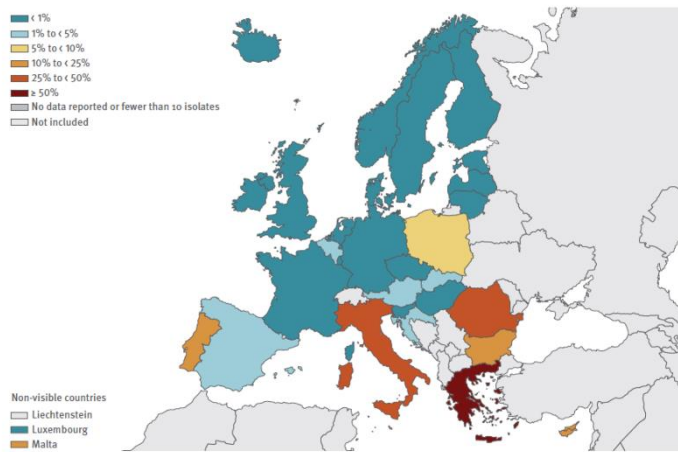 < 1%
1% to < 5%
5% to < 10%
10% to < 25%
25% to < 50%
≥ 50%
No data reported or fewer than 10 isolates
Not included
Non-visible countries
Liechtenstein
Luxembourg
Malta